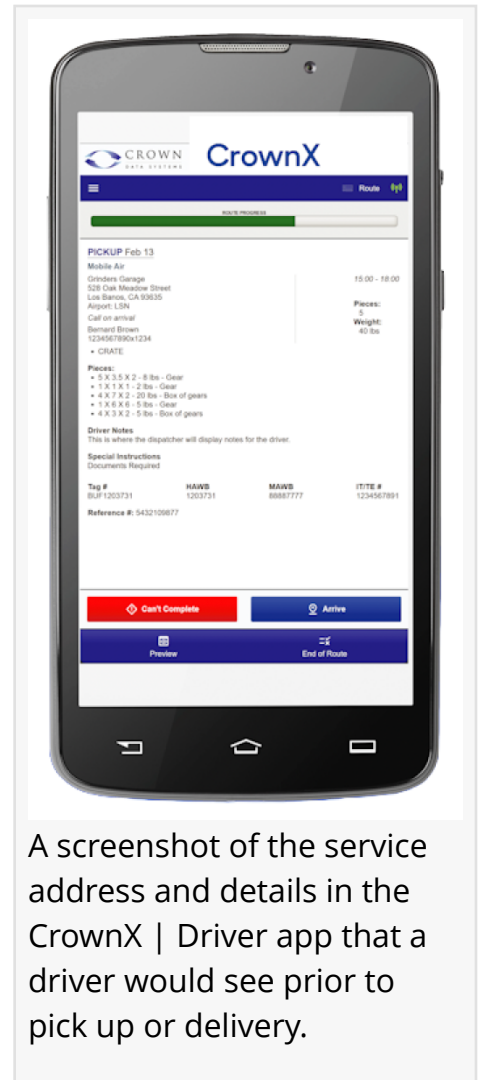 CROWN
DATA SYSTEMS
CrownX
Route
ROUTE PROGRESS
PICKUP Feb 13
Mobile Air
Grinders Garage
528 Oak Meadow Street
Los Banos, CA 93635
Airport: LSN
Call on arrival
Bernard Brown
1234567890x1234
• CRATE
15:00 - 18:00
Pieces:
5
Weight:
40 lbs
Pieces:
• 5 X 3.5 X 2 - 8 lbs - Gear
• 1 X 1 X 1 - 2 lbs - Gear
• 4 X 7 X 2 - 20 lbs - Box of gears
• 1 X 6 X 6 - 5 lbs - Gear
• 4 X 3 X 2 - 5 lbs - Box of gears
Driver Notes
This is where the dispatcher will display notes for the driver.
Special Instructions
Documents Required
Tag # HAWB MAWB IT/TE #
BUF1203731 1203731 88887777 1234567891
Reference #: 5432109877
Can't Complete Arrive
Preview End of Route
A screenshot of the service
address and details in the
CrownX | Driver app that a
driver would see prior to
pick up or delivery.